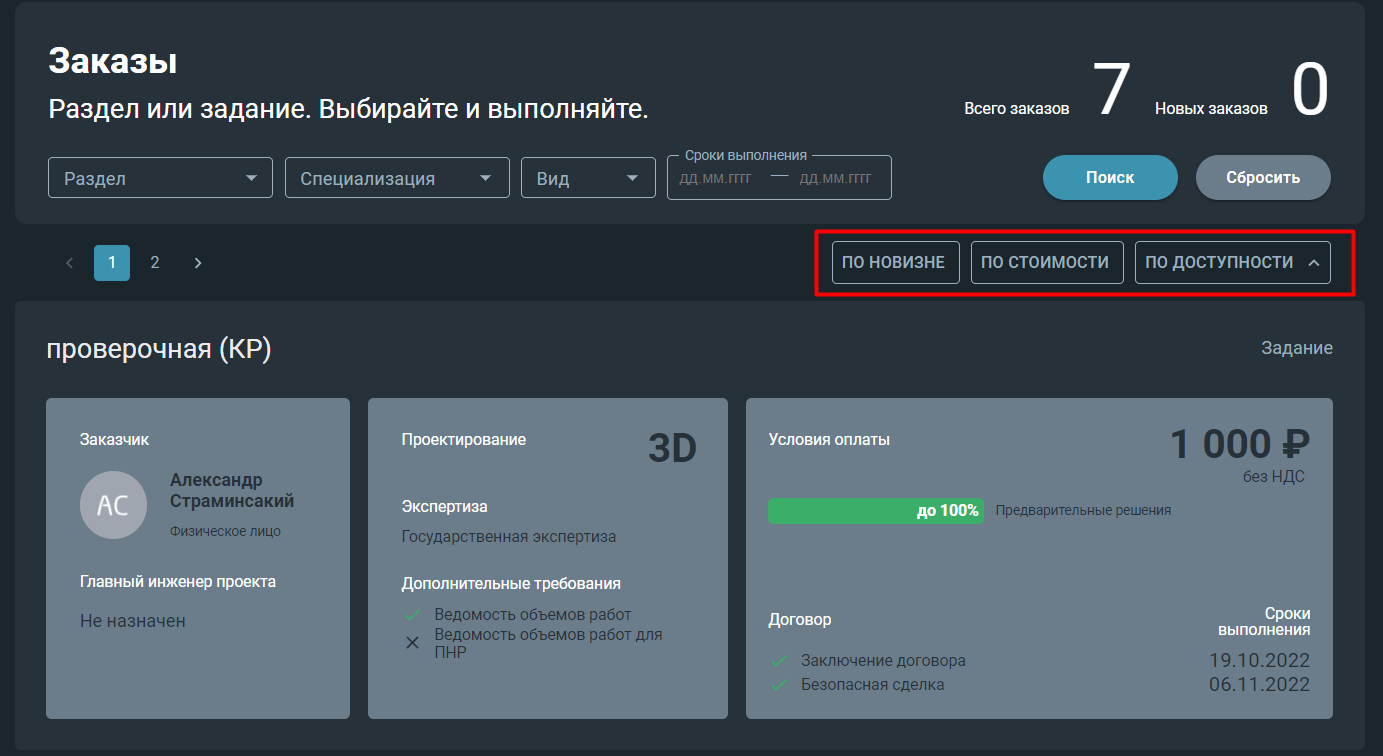 Заказы
Раздел или задание. Выбирайте и выполняйте.
Всего заказов 7 Новых заказов 0
Раздел Специализация Вид Сроки выполнения ДД.ММ.ГГГГ — ДД.ММ.ГГГГ Поиск Сбросить
1 2 ПО НОВИЗНЕ ПО СТОИМОСТИ ПО ДОСТУПНОСТИ
проверочная (КР) Задание
Заказчик
АС
Александр
Страминсакий
Физическое лицо
Главный инженер проекта
Не назначен
Проектирование 3D
Экспертиза
Государственная экспертиза
Дополнительные требования
Ведомость объемов работ
Ведомость объемов работ для
ПНР
Условия оплаты 1 000 ₽
без НДС
до 100% Предварительные решения
Договор
Заключение договора
Безопасная сделка
Сроки
выполнения
19.10.2022
06.11.2022